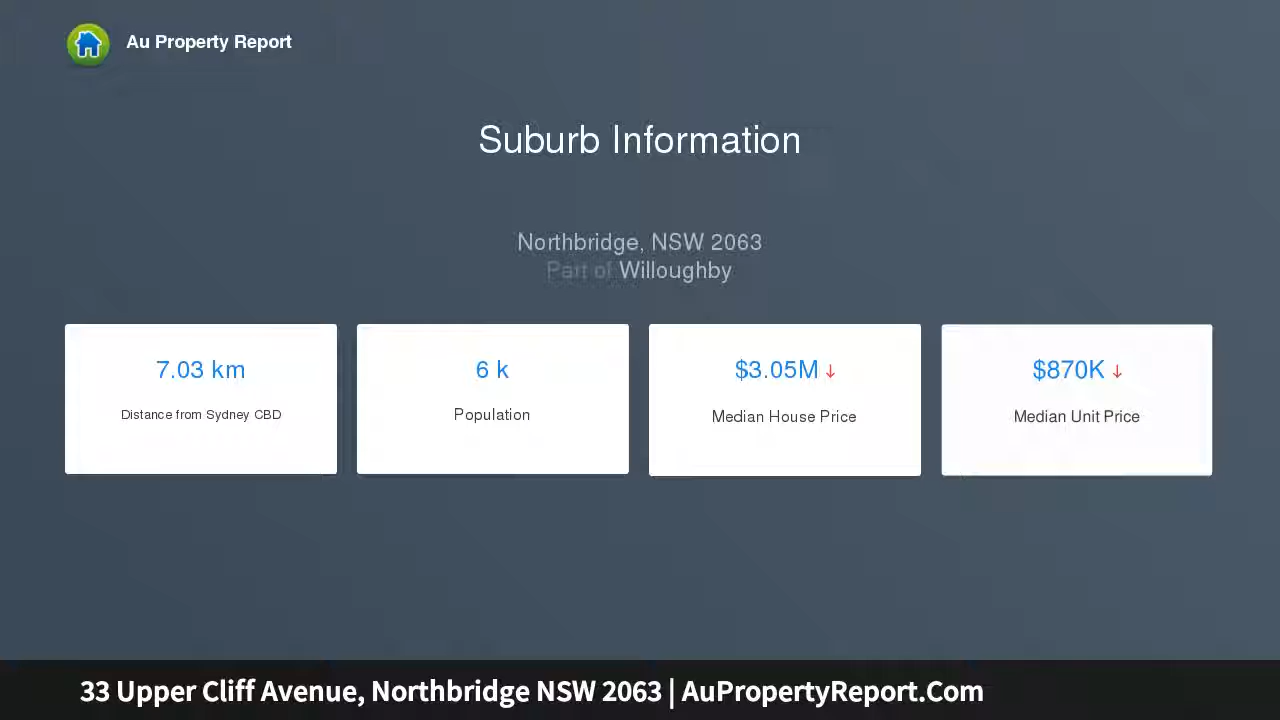 Au Property Report
Suburb Information
Northbridge, NSW 2063
Part of Willoughby
7.03 km
Distance from Sydney CBD
6 k
Population
$3.05M ↓
Median House Price
$870K ↓
Median Unit Price
33 Upper Cliff Avenue, Northbridge NSW 2063 | AuPropertyReport.Com